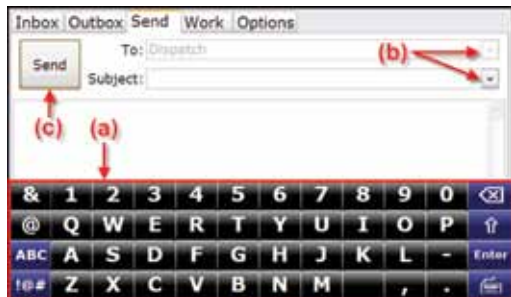 Inbox Outbox Send Work Options
Send To: Dispatch (b)
Subject:
(c) (a)
& 1 2 3 4 5 6 7 8 9 0
@ Q W E R T Y U I O P
ABC A S D F G H J K L - Enter
!@# Z X C V B N M , .